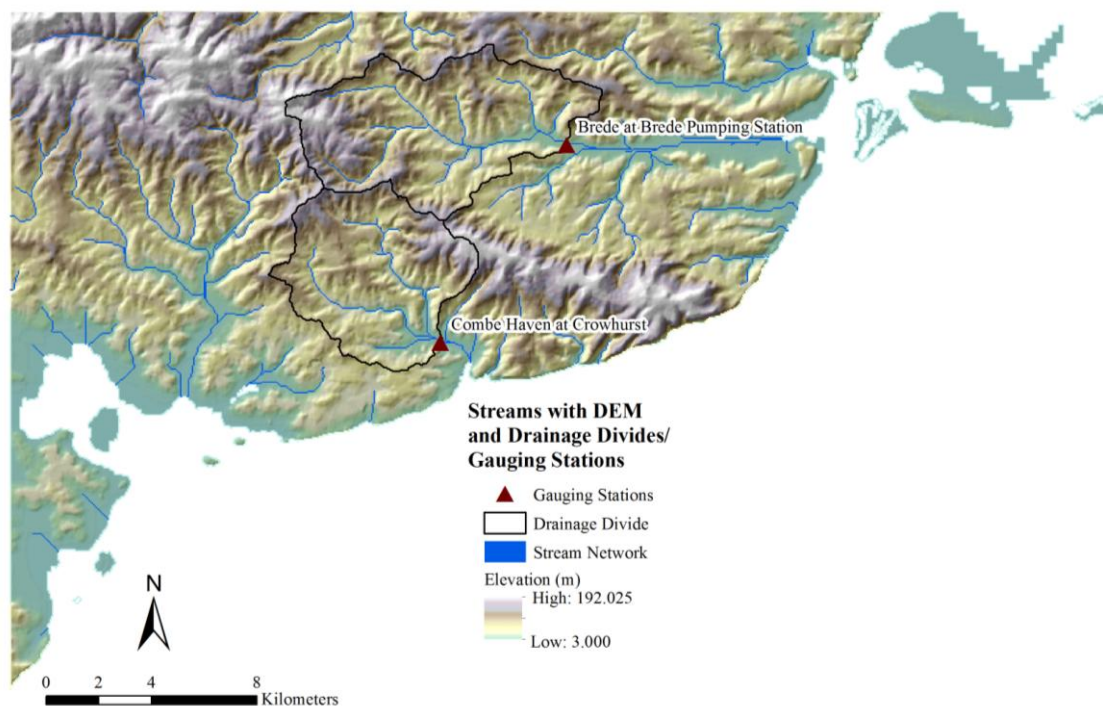 Brede at Brede Pumping Station
Combe Haven at Crowhurst
Streams with DEM
and Drainage Divides/
Gauging Stations
Gauging Stations
Drainage Divide
Stream Network
Elevation (m)
High: 192.025
Low: 3.000
N
0 2 4 8
Kilometers